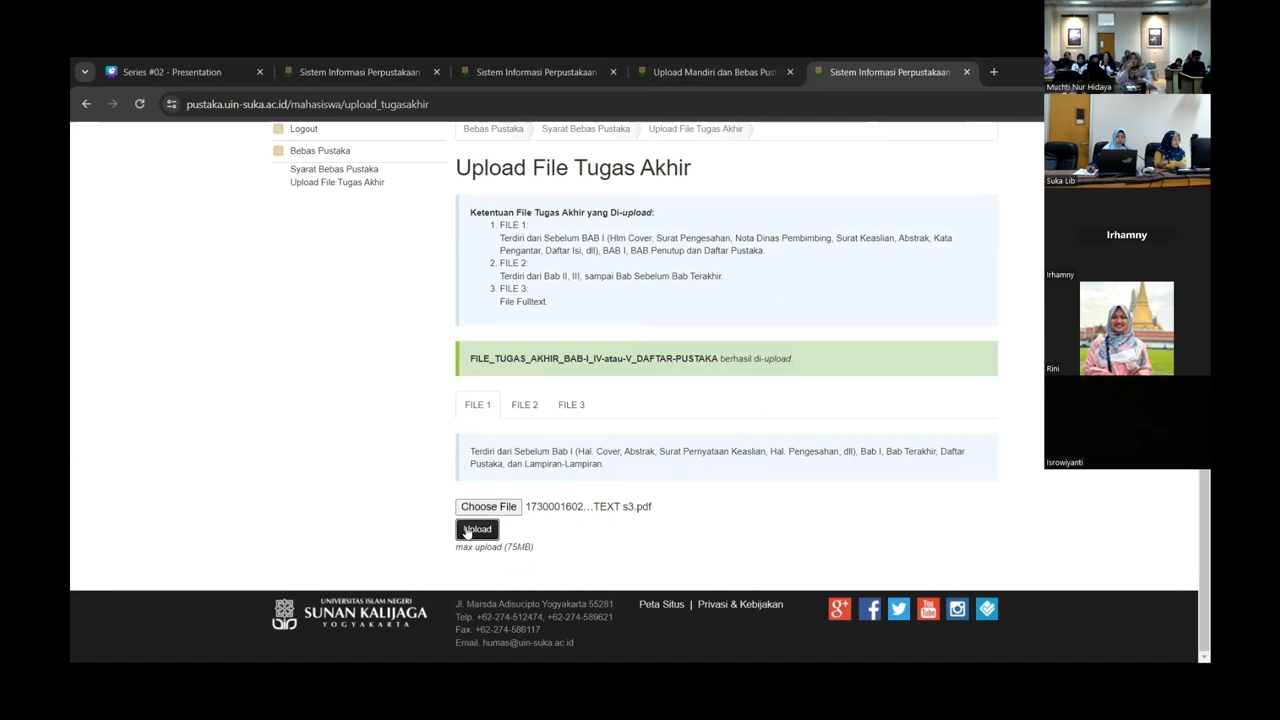 Series #02 - Presentation
Sistem Informasi Perpustakaan
Sistem Informasi Perpustakaan
Upload Mandiri dan Bebas Pust
Sistem Informasi Perpustakaan
pustaka.uin-suka.ac.id/mahasiswa/upload_tugasakhir
Logout
Bebas Pustaka
Syarat Bebas Pustaka
Upload File Tugas Akhir
Bebas Pustaka
Syarat Bebas Pustaka
Upload File Tugas Akhir
Upload File Tugas Akhir
Ketentuan File Tugas Akhir yang Di-upload:
1. FILE 1:
Terdiri dari Sebelum BAB I (Hlm Cover, Surat Pengesahan, Nota Dinas Pembimbing, Surat Keaslian, Abstrak, Kata
Pengantar, Daftar Isi, dll), BAB I, BAB Penutup dan Daftar Pustaka.
2. FILE 2:
Terdiri dari Bab II, III, sampai Bab Sebelum Bab Terakhir.
3. FILE 3:
File Fulltext.
FILE_TUGAS_AKHIR_BAB-I_IV-atau-V_DAFTAR-PUSTAKA berhasil di-upload.
FILE 1
FILE 2
FILE 3
Terdiri dari Sebelum Bab I (Hal. Cover, Abstrak, Surat Pernyataan Keaslian, Hal. Pengesahan, dll), Bab I, Bab Terakhir, Daftar
Pustaka, dan Lampiran-Lampiran.
Choose File 1730001602...TEXT s3.pdf
Upload
max upload (75MB)
UNIVERSITAS ISLAM NEGERI
SUNAN KALIJAGA
YOGYAKARTA
Jl. Marsda Adisucipto Yogyakarta 55281
Telp. +62-274-512474, +62-274-589621
Fax. +62-274-586117
Email. humas@uin-suka.ac.id
Peta Situs | Privasi & Kebijakan
g+
f
You
Tube
Muchti Nur Hidaya
Suka Lib
Irhamny
Irhamny
Rini
Isrowiyanti